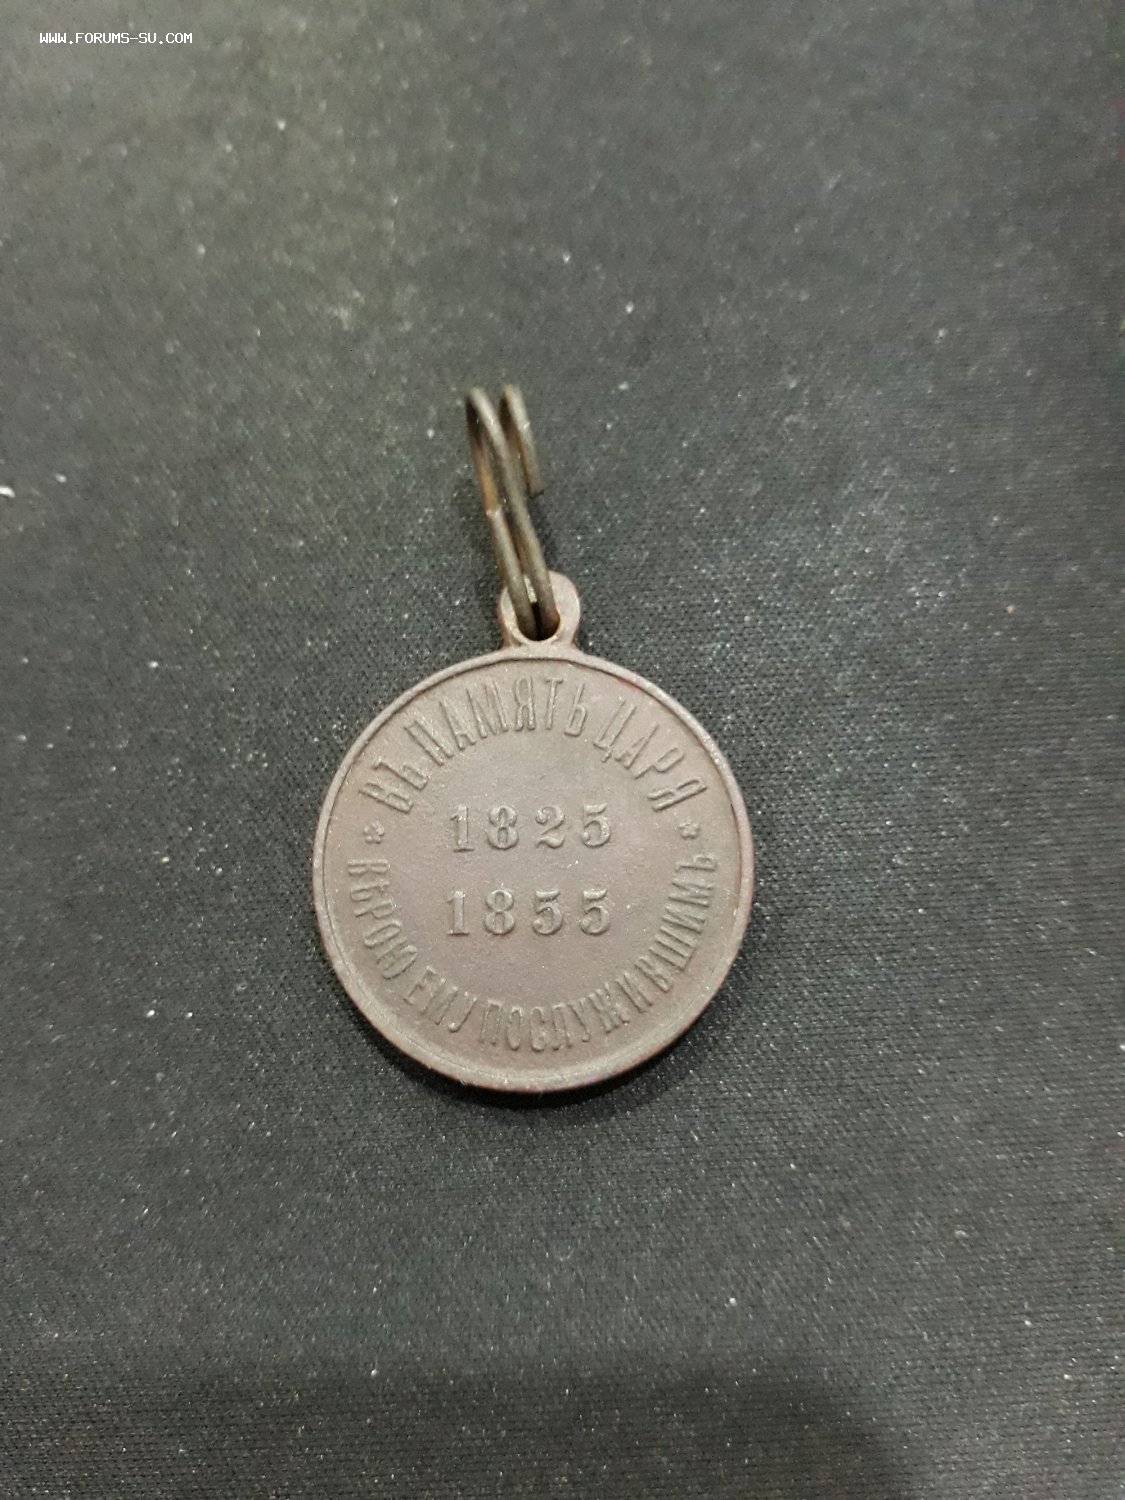 WWW.FORUMS-SU.COM
ВЪ ПАМЯТЬ ЦАРЯ
1825
1855
ВѢРОЮ ЕМУ ПОСЛУЖИВШИМЪ